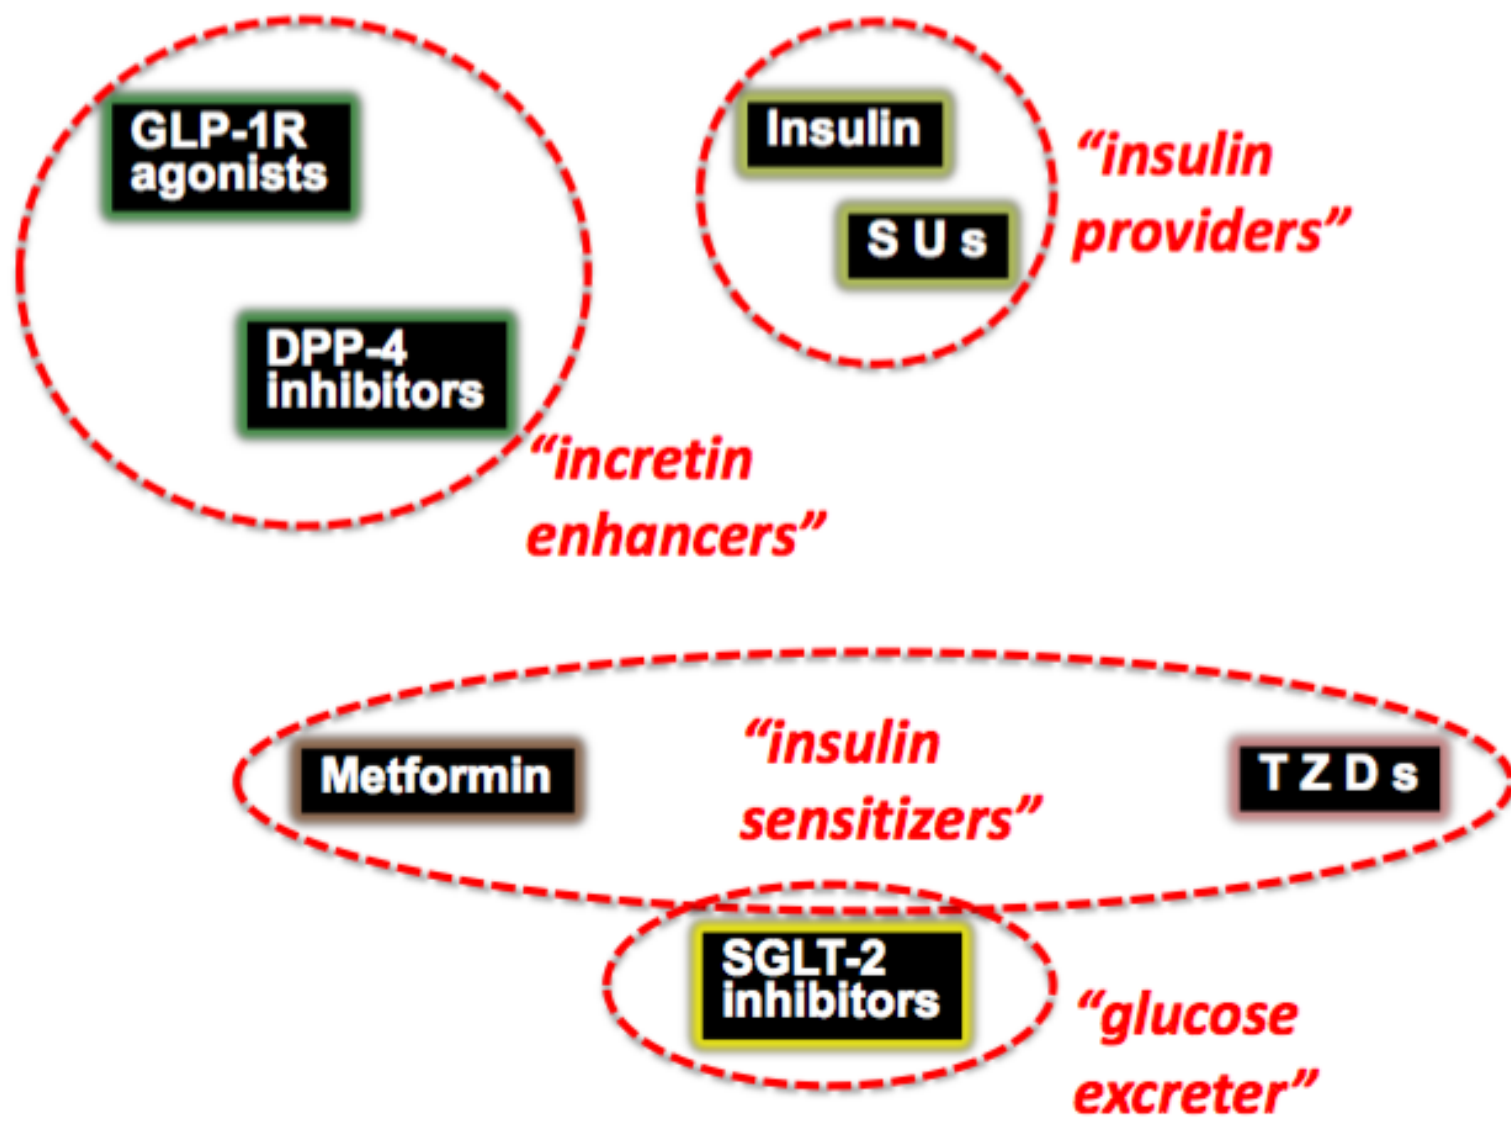 GLP-1R
agonists
DPP-4
inhibitors
“incretin
enhancers”
Insulin
S U s
“insulin
providers”
Metformin
“insulin
sensitizers”
T Z D s
SGLT-2
inhibitors
“glucose
excreter”